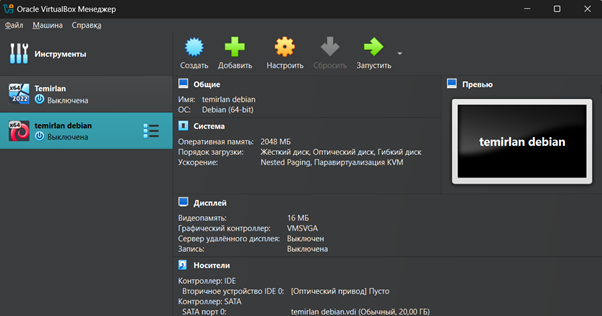 Oracle VirtualBox Менеджер
Файл Машина Справка
Инструменты
Создать Добавить Настроить Сбросить Запустить
x64
2022
Temirlan
Выключена
x64
temirlan debian
Выключена
Общие
Имя: temirlan debian
ОС: Debian (64-bit)
Превью
temirlan debian
Система
Оперативная память: 2048 МБ
Порядок загрузки: Жёсткий диск, Оптический диск, Гибкий диск
Ускорение: Nested Paging, Паравиртуализация KVM
Дисплей
Видеопамять: 16 МБ
Графический контроллер: VMSVGA
Сервер удалённого дисплея: Выключен
Запись: Выключена
Носители
Контроллер: IDE
Вторичное устройство IDE 0: [Оптический привод] Пусто
Контроллер: SATA
SATA порт 0: temirlan debian.vdi (Обычный, 20,00 ГБ)